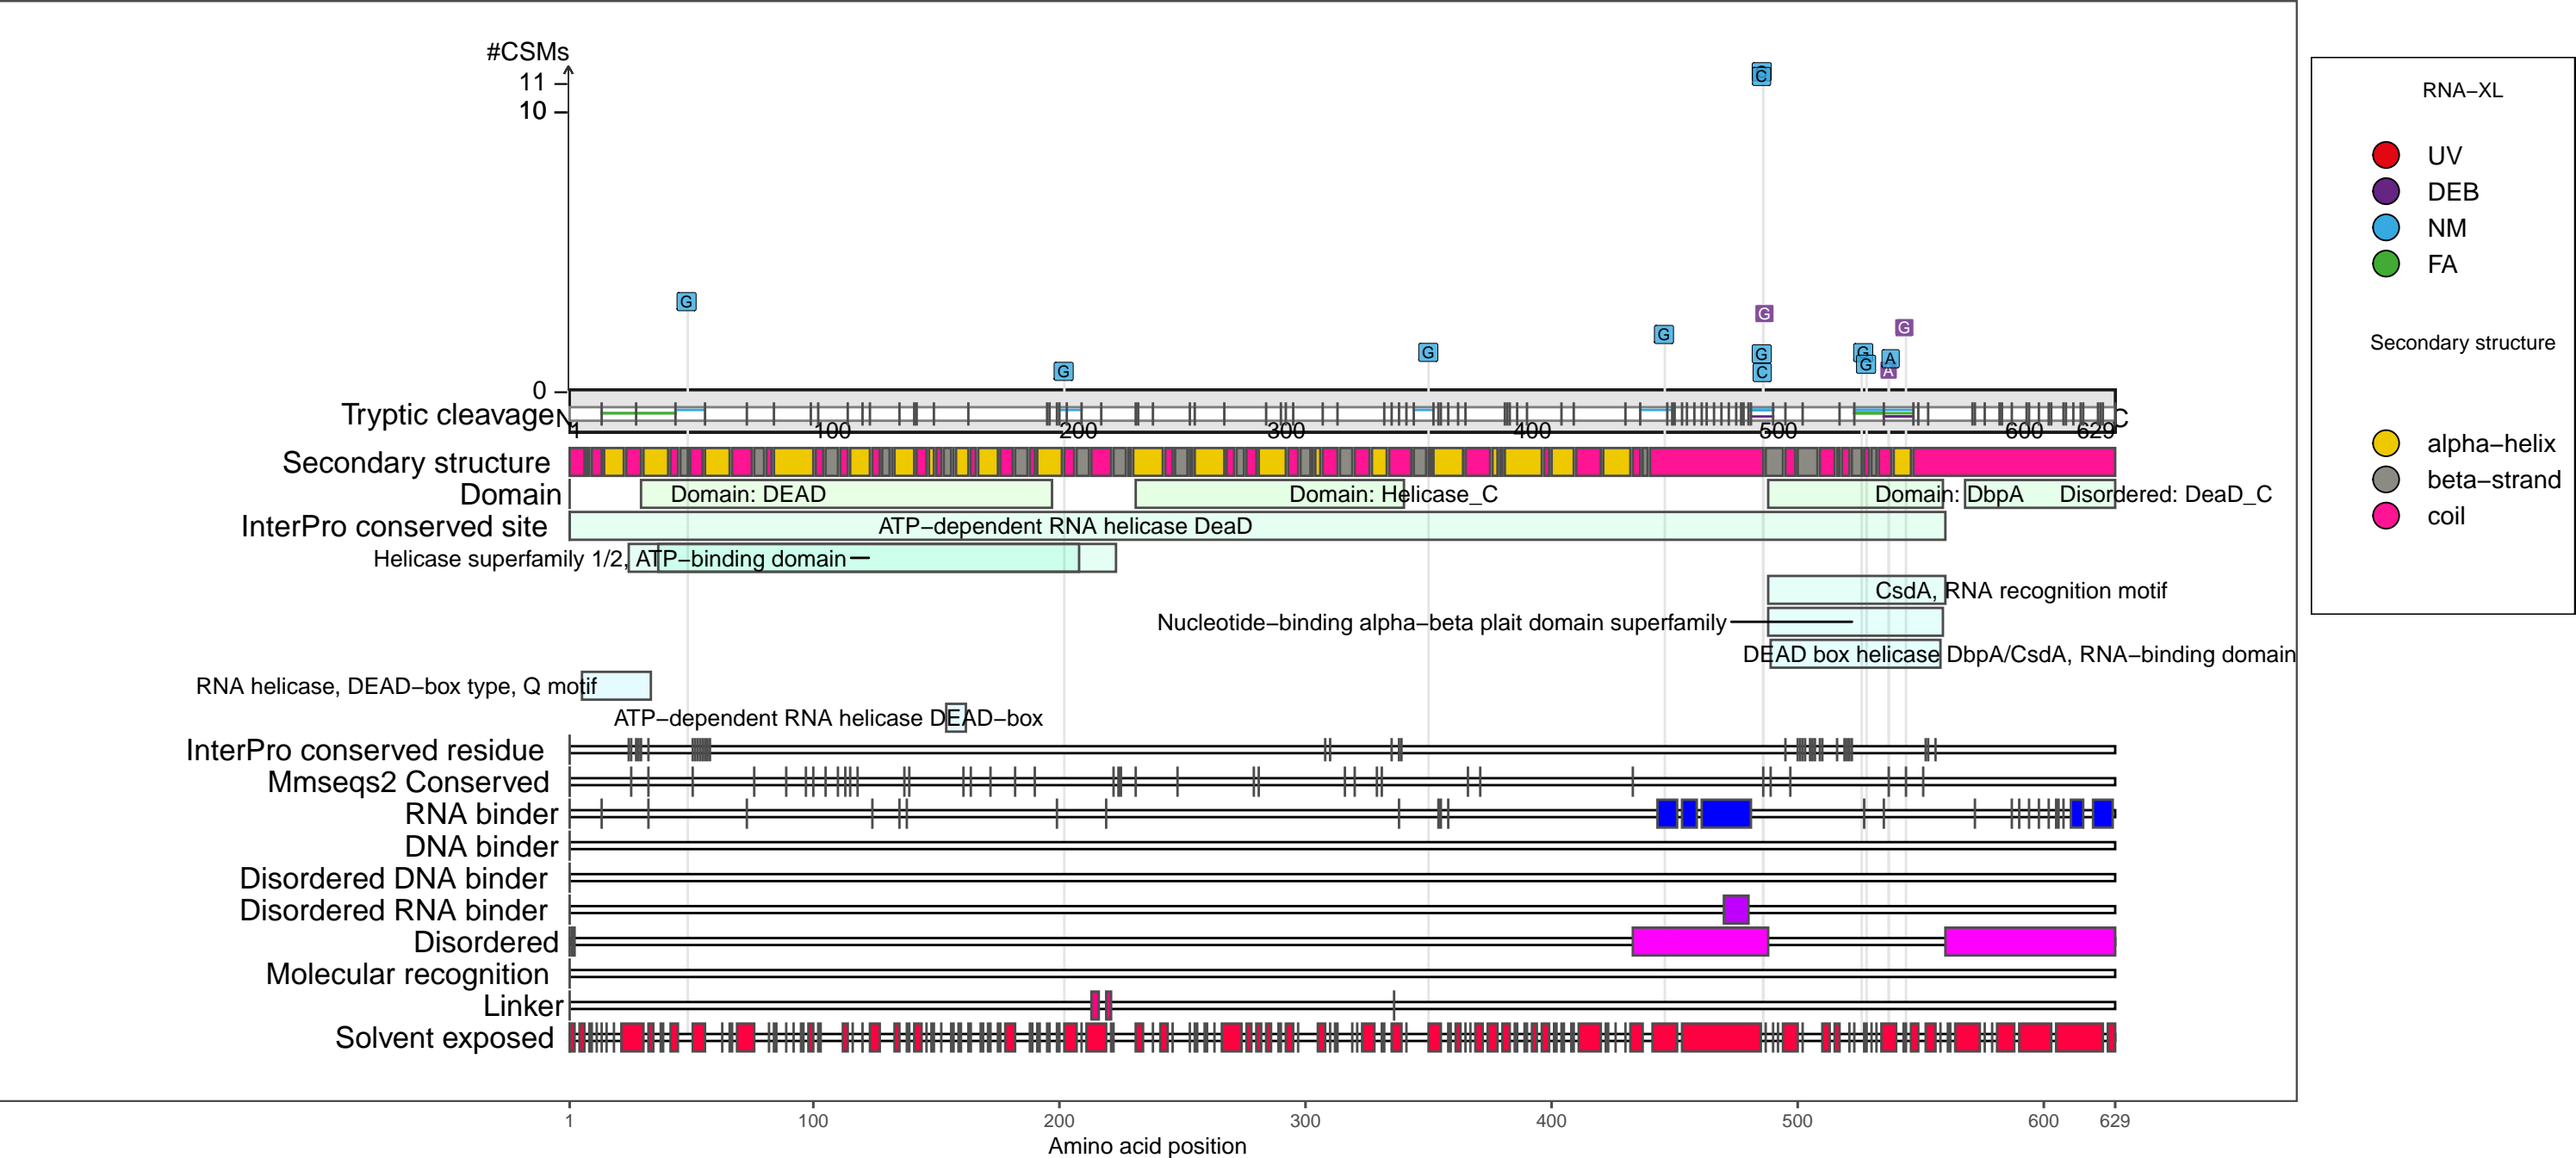 #CSMs
11
10
0
C
G
G
G
G
G
G
C
G
G
A
A
G
Tryptic cleavage
N
C
1
100
200
300
400
500
600
629
Secondary structure
Domain
Domain: DEAD
Domain: Helicase_C
Domain: DbpA
Disordered: DeaD_C
InterPro conserved site
ATP−dependent RNA helicase DeaD
Helicase superfamily 1/2, ATP−binding domain
CsdA, RNA recognition motif
Nucleotide−binding alpha−beta plait domain superfamily
DEAD box helicase DbpA/CsdA, RNA−binding domain
RNA helicase, DEAD−box type, Q motif
ATP−dependent RNA helicase DEAD−box
InterPro conserved residue
Mmseqs2 Conserved
RNA binder
DNA binder
Disordered DNA binder
Disordered RNA binder
Disordered
Molecular recognition
Linker
Solvent exposed
1
100
200
300
400
500
600
629
Amino acid position
RNA−XL
UV
DEB
NM
FA
Secondary structure
alpha−helix
beta−strand
coil